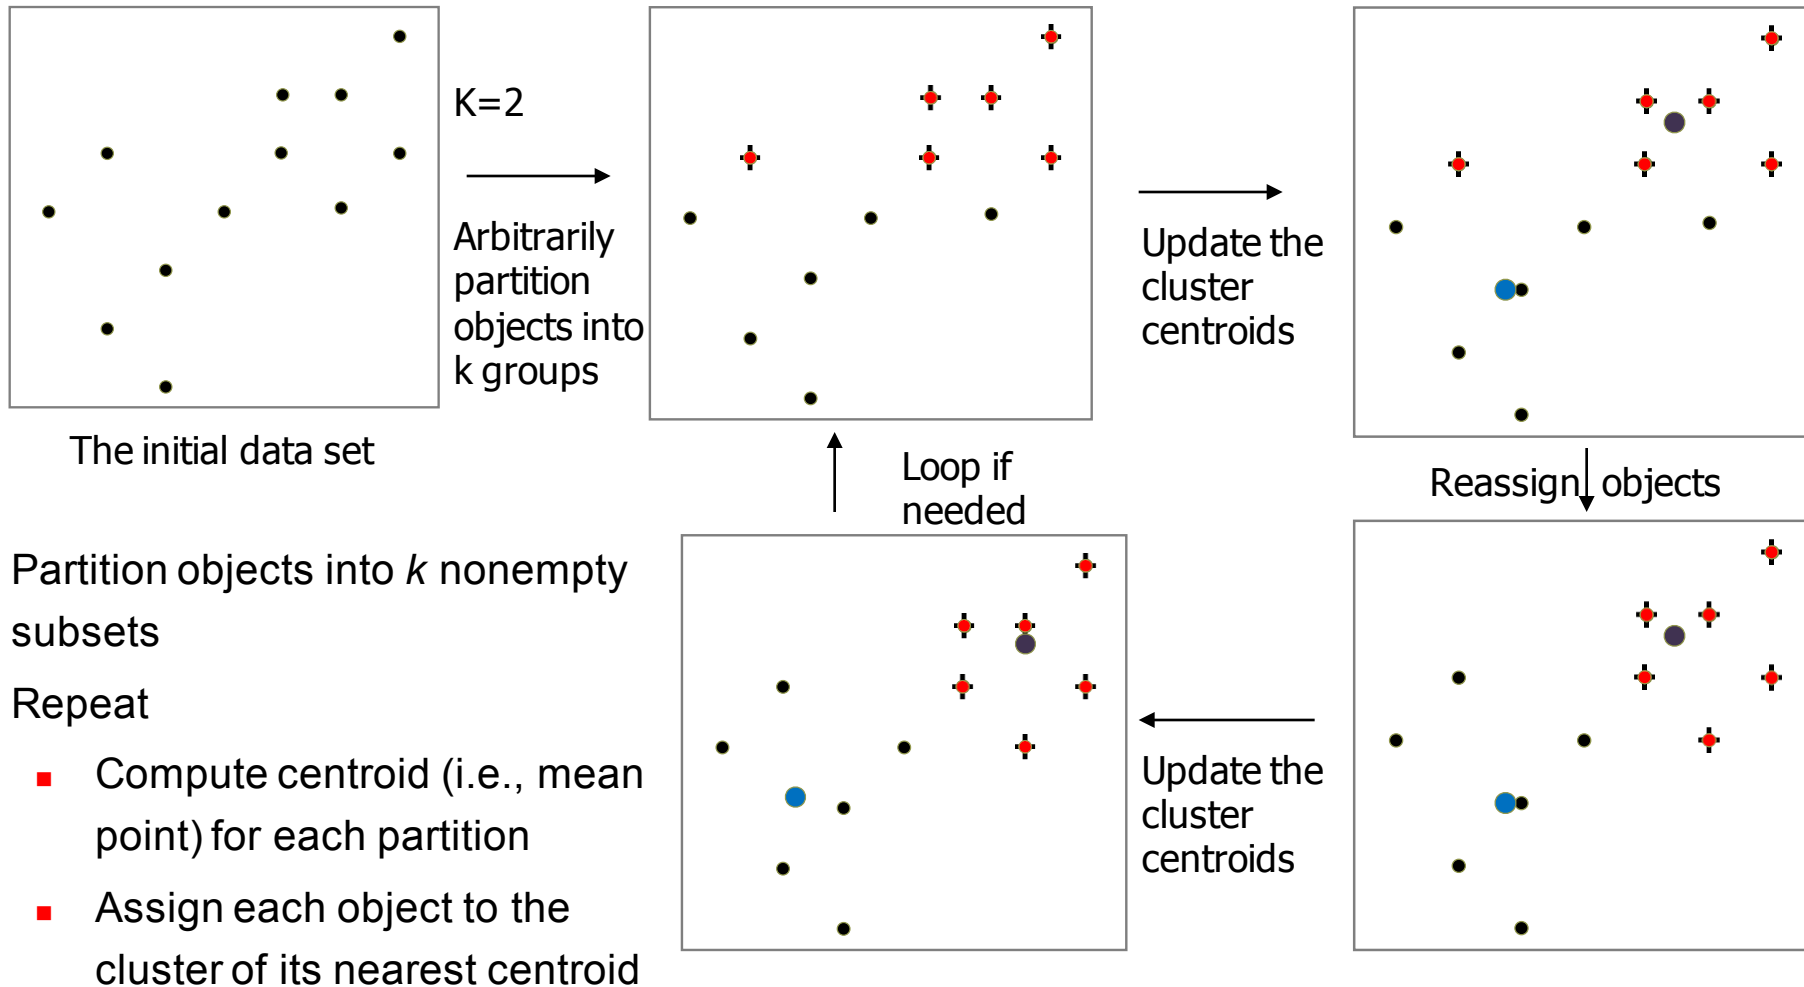 K=2
Arbitrarily
partition
objects into
k groups
Update the
cluster
centroids
The initial data set
Loop if
needed
Reassign objects
Update the
cluster
centroids
Partition objects into k nonempty
subsets
Repeat
Compute centroid (i.e., mean
point) for each partition
Assign each object to the
cluster of its nearest centroid